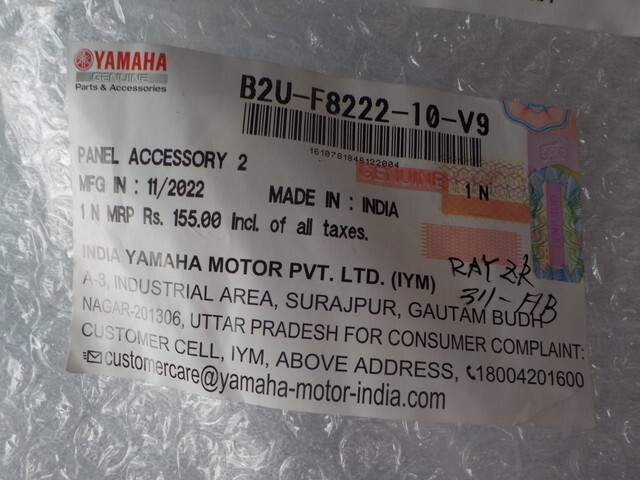 YAMAHA
GENUINE
Parts & Accessories
B2U-F8222-10-V9
1610781846122004
PANEL ACCESSORY 2
GENUINE
1 N
MFG IN : 11/2022 MADE IN : INDIA
1 N MRP Rs. 155.00 Incl. of all taxes.
RAY ZR
INDIA YAMAHA MOTOR PVT. LTD. (IYM)
A-3, INDUSTRIAL AREA, SURAJPUR, GAUTAM BUDH
NAGAR-201306, UTTAR PRADESH FOR CONSUMER COMPLAINT:
CUSTOMER CELL, IYM, ABOVE ADDRESS, 18004201600
customercare@yamaha-motor-india.com